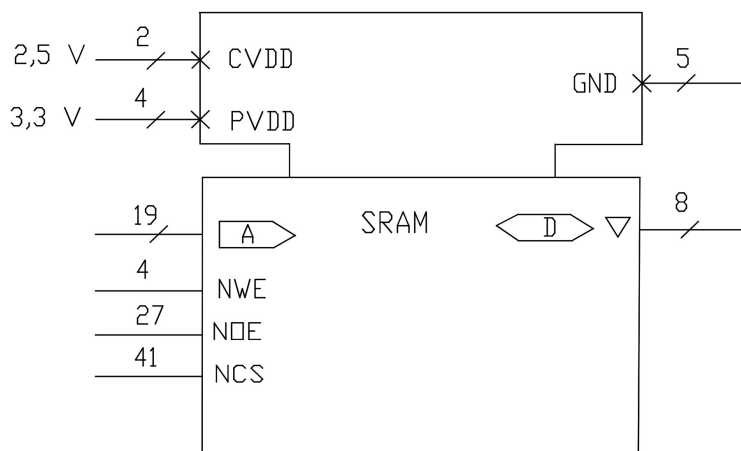 2
2,5 V
CVDD
5
GND
4
3,3 V
PVDD
19
A
SRAM
D
8
4
NWE
27
NOE
41
NCS